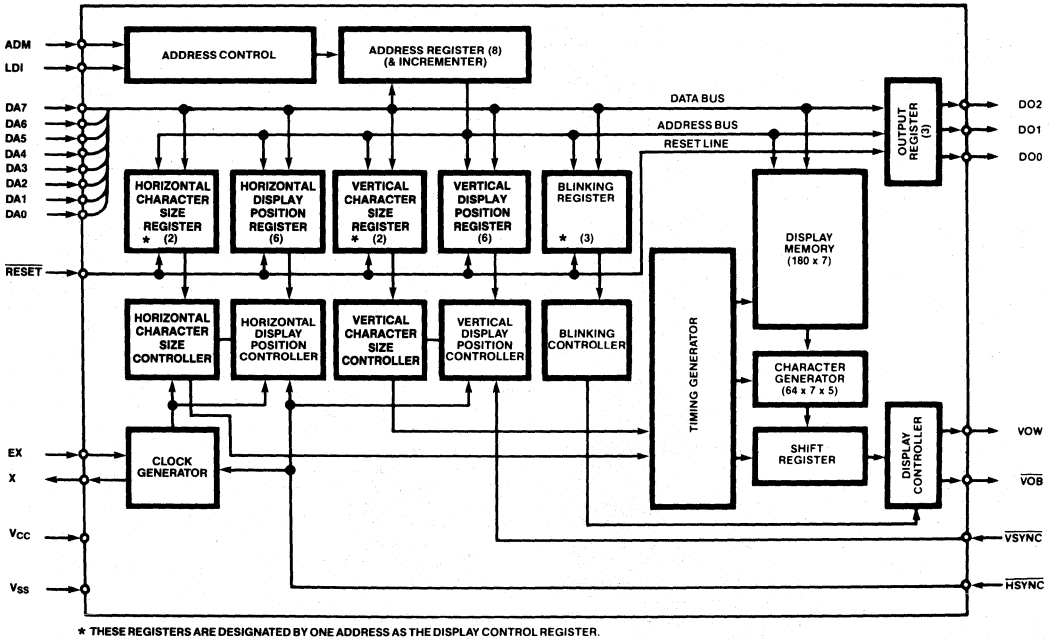 ADM
LDI
DA7
DA6
DA5
DA4
DA3
DA2
DA1
DA0
RESET
EX
X
VCC
VSS
ADDRESS CONTROL
ADDRESS REGISTER (8)
(& INCREMENTER)
DATA BUS
ADDRESS BUS
RESET LINE
OUTPUT
REGISTER
(3)
DO2
DO1
DO0
HORIZONTAL
CHARACTER
SIZE
REGISTER
* (2)
HORIZONTAL
DISPLAY
POSITION
REGISTER
(6)
VERTICAL
CHARACTER
SIZE
REGISTER
* (2)
VERTICAL
DISPLAY
POSITION
REGISTER
(6)
BLINKING
REGISTER
* (3)
DISPLAY
MEMORY
(180 x 7)
HORIZONTAL
CHARACTER
SIZE
CONTROLLER
HORIZONTAL
DISPLAY
POSITION
CONTROLLER
VERTICAL
CHARACTER
SIZE
CONTROLLER
VERTICAL
DISPLAY
POSITION
CONTROLLER
BLINKING
CONTROLLER
TIMING GENERATOR
CHARACTER
GENERATOR
(64 x 7 x 5)
CLOCK
GENERATOR
SHIFT
REGISTER
DISPLAY
CONTROLLER
VOW
VOB
VSYNC
HSYNC
* THESE REGISTERS ARE DESIGNATED BY ONE ADDRESS AS THE DISPLAY CONTROL REGISTER.